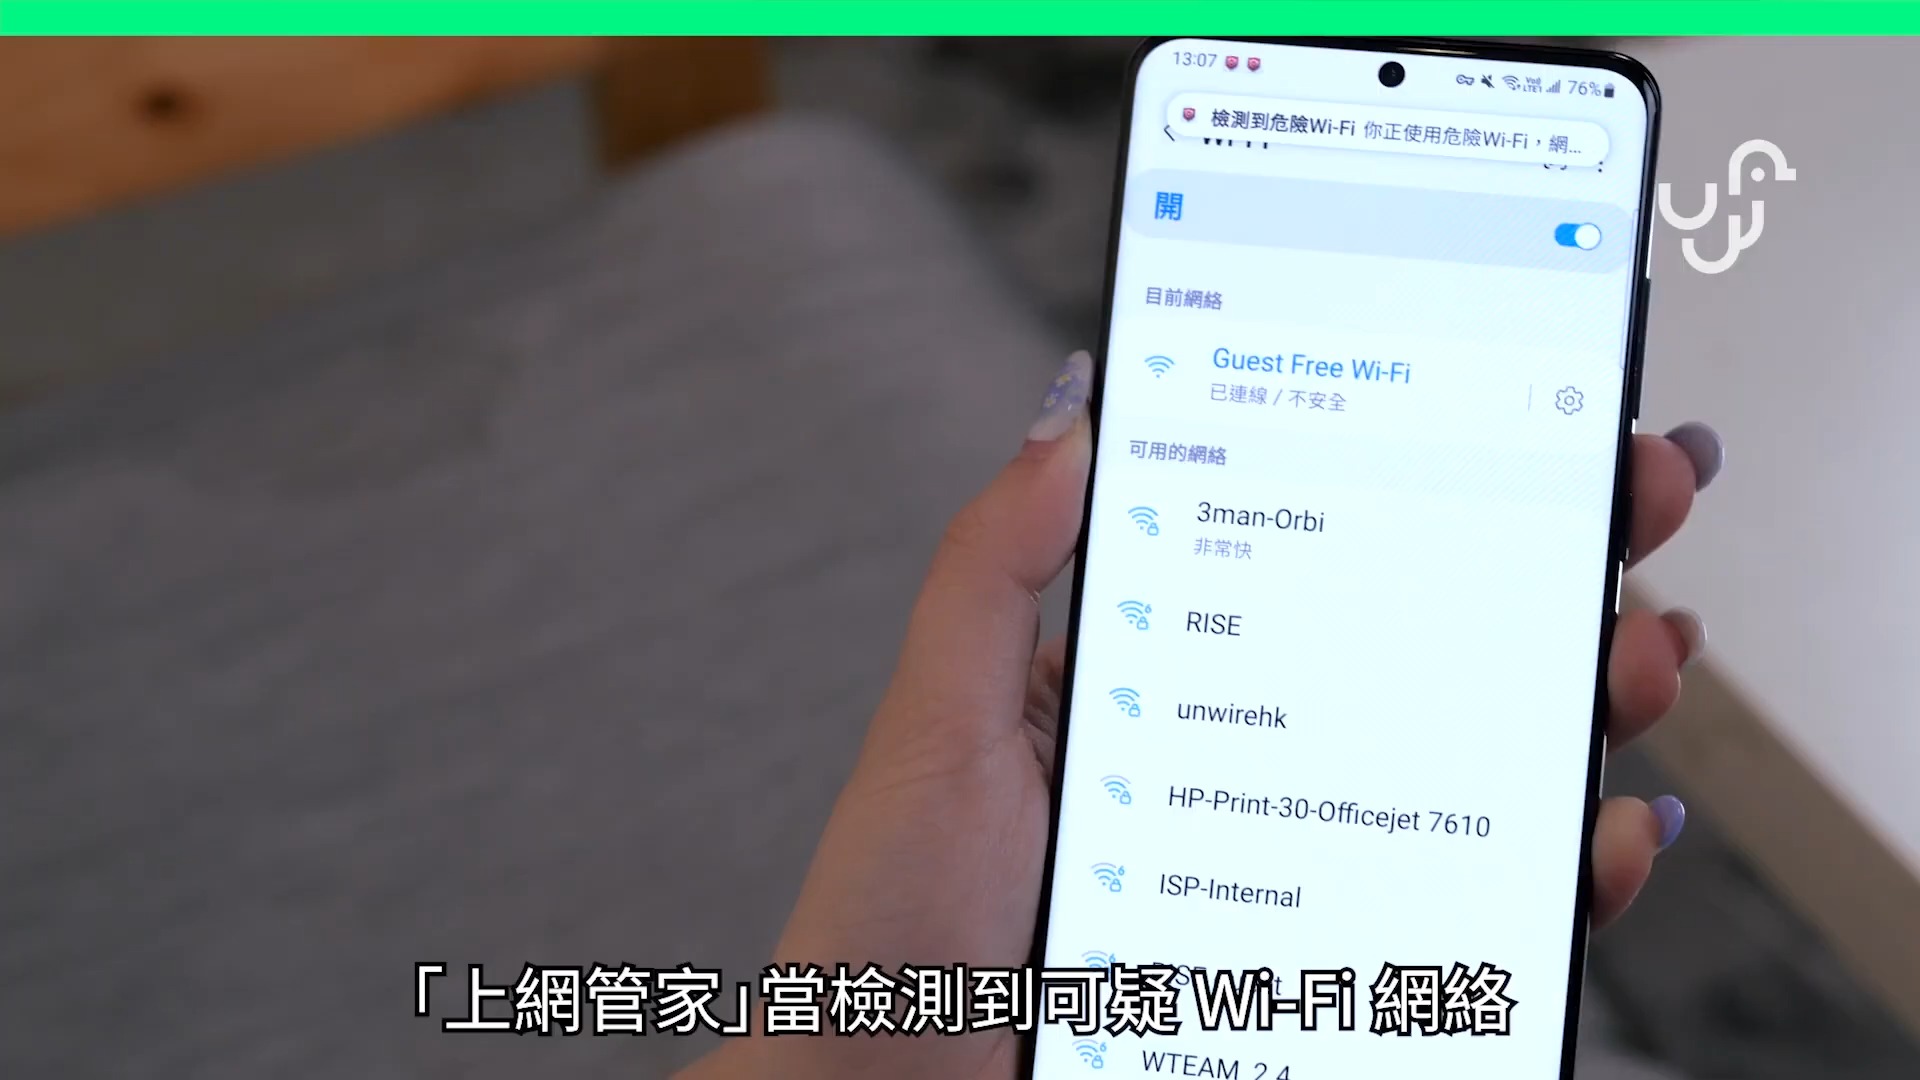 13:07
76%
檢測到危險Wi-Fi 你正使用危險Wi-Fi，網...
Wi-Fi
開
目前網絡
Guest Free Wi-Fi
已連線 / 不安全
可用的網絡
3man-Orbi
非常快
RISE
unwirehk
HP-Print-30-Officejet 7610
ISP-Internal
「上網管家」當檢測到可疑 Wi-Fi 網絡
WTEAM_2.4